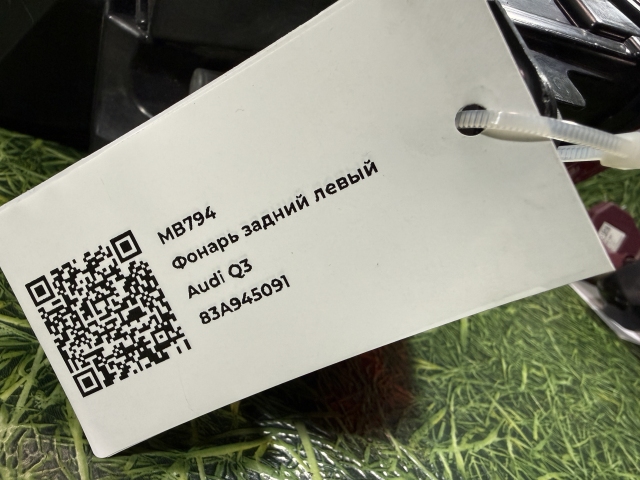 MB794
Фонарь задний левый
Audi Q3
83A945091